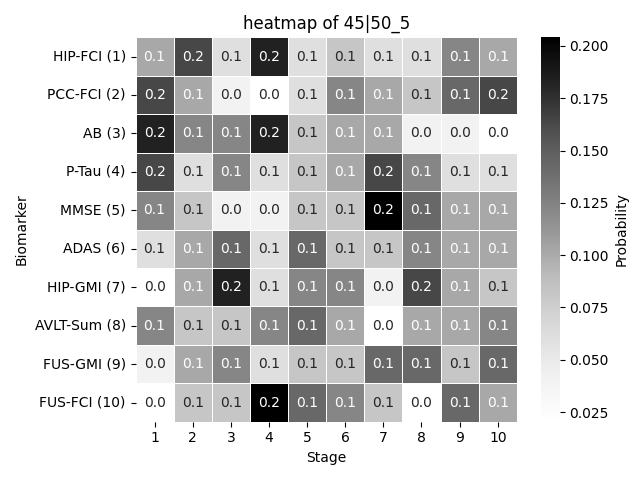 heatmap of 45|50_5
HIP-FCI (1) 0.1 0.2 0.1 0.2 0.1 0.1 0.1 0.1 0.1 0.1
PCC-FCI (2) 0.2 0.1 0.0 0.0 0.1 0.1 0.1 0.1 0.1 0.2
AB (3) 0.2 0.1 0.1 0.2 0.1 0.1 0.1 0.0 0.0 0.0
P-Tau (4) 0.2 0.1 0.1 0.1 0.1 0.1 0.2 0.1 0.1 0.1
MMSE (5) 0.1 0.1 0.0 0.0 0.1 0.1 0.2 0.1 0.1 0.1
ADAS (6) 0.1 0.1 0.1 0.1 0.1 0.1 0.1 0.1 0.1 0.1
HIP-GMI (7) 0.0 0.1 0.2 0.1 0.1 0.1 0.0 0.2 0.1 0.1
AVLT-Sum (8) 0.1 0.1 0.1 0.1 0.1 0.1 0.0 0.1 0.1 0.1
FUS-GMI (9) 0.0 0.1 0.1 0.1 0.1 0.1 0.1 0.1 0.1 0.1
FUS-FCI (10) 0.0 0.1 0.1 0.2 0.1 0.1 0.1 0.0 0.1 0.1
1 2 3 4 5 6 7 8 9 10
Stage
Biomarker
0.200
0.175
0.150
0.125
0.100
0.075
0.050
0.025
Probability